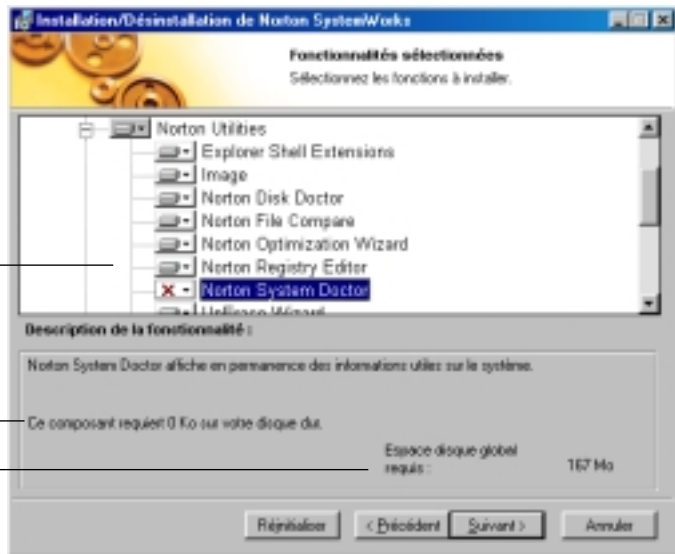 Installation/Désinstallation de Norton SystemWorks
Fonctionnalités sélectionnées
Sélectionnez les fonctions à installer.
Norton Utilities
Explorer Shell Extensions
Image
Norton Disk Doctor
Norton File Compare
Norton Optimization Wizard
Norton Registry Editor
Norton System Doctor
UnErase Wizard
Description de la fonctionnalité :
Norton System Doctor affiche en permanence des informations utiles sur le système.
Ce composant requiert 0 Ko sur votre disque dur.
Espace disque global
requis : 167 Mo
Réinitialiser < Précédent Suivant > Annuler